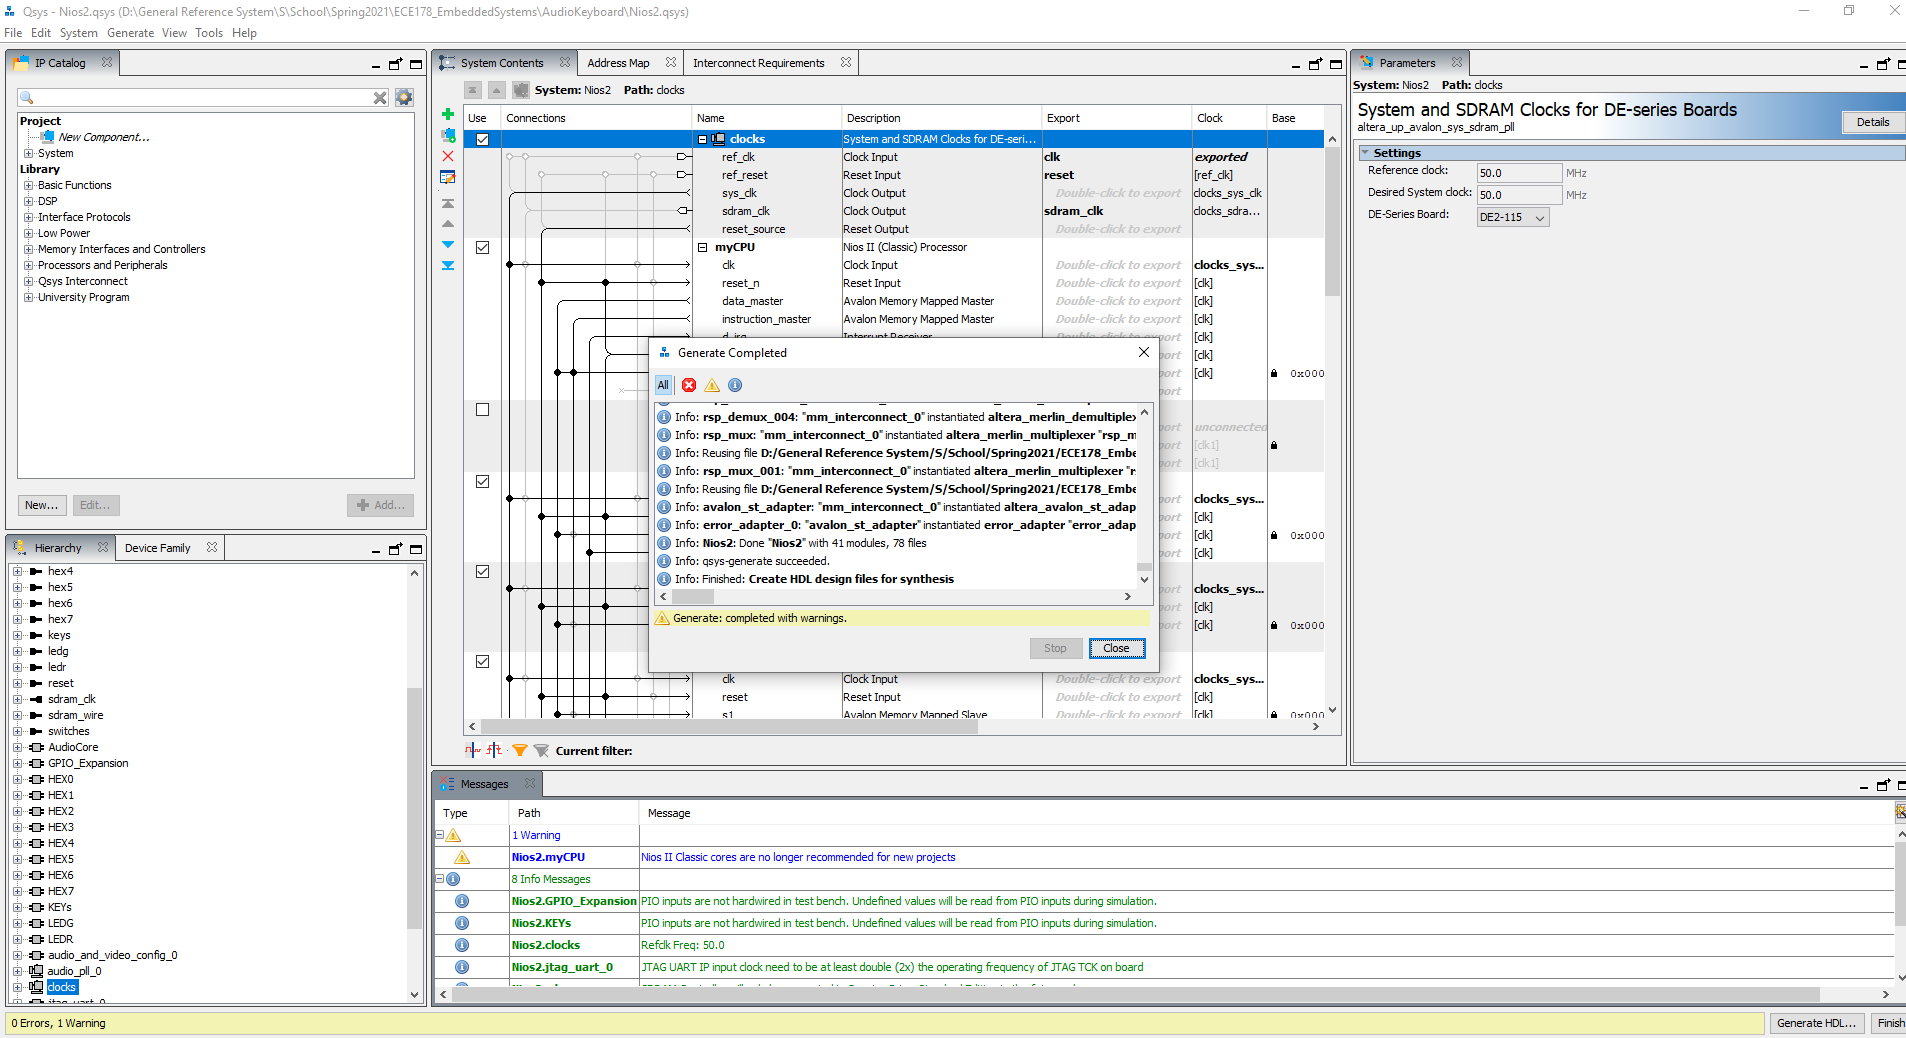 Qsys - Nios2.qsys (D:\General Reference System\S\School\Spring2021\ECE178_EmbeddedSystems\AudioKeyboard\Nios2.qsys)
File Edit System Generate View Tools Help
IP Catalog
Project
New Component...
System
Library
Basic Functions
DSP
Interface Protocols
Low Power
Memory Interfaces and Controllers
Processors and Peripherals
Qsys Interconnect
University Program
New... Edit... Add...
Hierarchy Device Family
hex4
hex5
hex6
hex7
keys
ledg
ledr
reset
sdram_clk
sdram_wire
switches
AudioCore
GPIO_Expansion
HEX0
HEX1
HEX2
HEX3
HEX4
HEX5
HEX6
HEX7
KEYs
LEDG
LEDR
audio_and_video_config_0
audio_pll_0
clocks
jtag_uart_0
System Contents Address Map Interconnect Requirements
System: Nios2 Path: clocks
Use Connections Name Description Export Clock Base
clocks System and SDRAM Clocks for DE-seri...
ref_clk Clock Input clk exported
ref_reset Reset Input reset [ref_clk]
sys_clk Clock Output Double-click to export clocks_sys_clk
sdram_clk Clock Output sdram_clk clocks_sdra...
reset_source Reset Output Double-click to export
myCPU Nios II (Classic) Processor
clk Clock Input Double-click to export clocks_sys...
reset_n Reset Input Double-click to export [clk]
data_master Avalon Memory Mapped Master Double-click to export [clk]
instruction_master Avalon Memory Mapped Master Double-click to export [clk]
d_irq Interrupt Receiver Double-click to export [clk]
port [clk]
port [clk] 0x000
port
port unconnected
port [clk1]
port [clk1]
port clocks_sys...
port [clk]
port [clk] 0x000
port [clk]
port clocks_sys...
port [clk]
port [clk] 0x000
clk Clock Input Double-click to export clocks_sys...
reset Reset Input Double-click to export [clk]
s1 Avalon Memory Mapped Slave Double-click to export [clk] 0x000
Current filter:
Generate Completed
All
Info: rsp_demux_004: "mm_interconnect_0" instantiated altera_merlin_demultiplex
Info: rsp_mux: "mm_interconnect_0" instantiated altera_merlin_multiplexer "rsp_m
Info: Reusing file D:/General Reference System/S/School/Spring2021/ECE178_Embe
Info: rsp_mux_001: "mm_interconnect_0" instantiated altera_merlin_multiplexer "r
Info: Reusing file D:/General Reference System/S/School/Spring2021/ECE178_Embe
Info: avalon_st_adapter: "mm_interconnect_0" instantiated altera_avalon_st_adap
Info: error_adapter_0: "avalon_st_adapter" instantiated error_adapter "error_adap
Info: Nios2: Done "Nios2" with 41 modules, 78 files
Info: qsys-generate succeeded.
Info: Finished: Create HDL design files for synthesis
Generate: completed with warnings.
Stop Close
Parameters
System: Nios2 Path: clocks
System and SDRAM Clocks for DE-series Boards
altera_up_avalon_sys_sdram_pll
Details
Settings
Reference clock: 50.0 MHz
Desired System clock: 50.0 MHz
DE-Series Board: DE2-115
Messages
Type Path Message
1 Warning
Nios2.myCPU Nios II Classic cores are no longer recommended for new projects
8 Info Messages
Nios2.GPIO_Expansion PIO inputs are not hardwired in test bench. Undefined values will be read from PIO inputs during simulation.
Nios2.KEYs PIO inputs are not hardwired in test bench. Undefined values will be read from PIO inputs during simulation.
Nios2.clocks Refclk Freq: 50.0
Nios2.jtag_uart_0 JTAG UART IP input clock need to be at least double (2x) the operating frequency of JTAG TCK on board
0 Errors, 1 Warning
Generate HDL... Finish